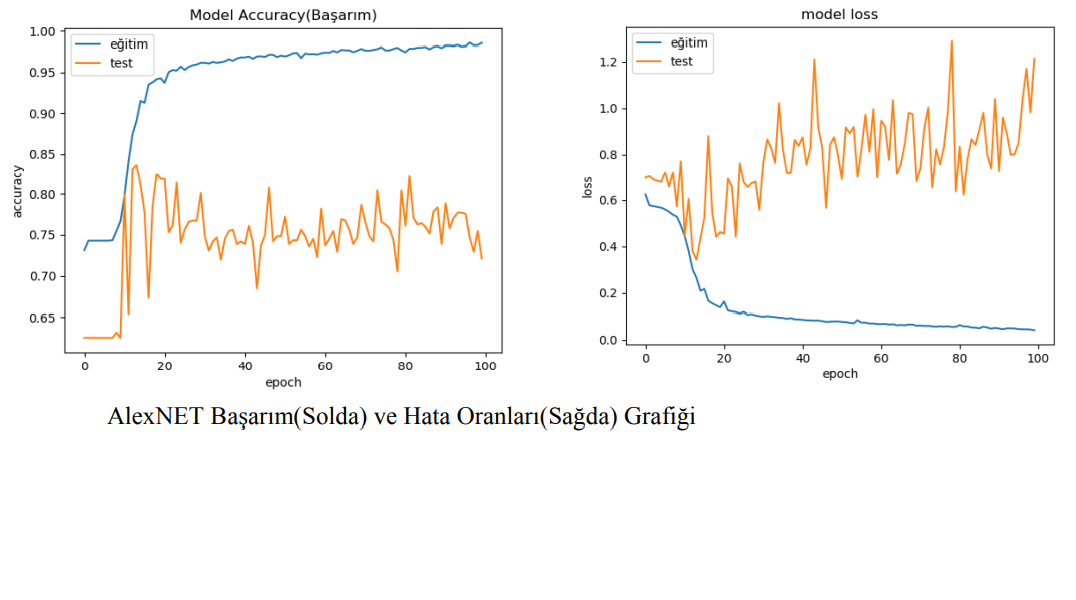 Model Accuracy(Başarım)
eğitim
test
1.00
0.95
0.90
0.85
0.80
0.75
0.70
0.65
accuracy
0
20
40
60
80
100
epoch
model loss
eğitim
test
1.2
1.0
0.8
0.6
0.4
0.2
0.0
loss
0
20
40
60
80
100
epoch
AlexNET Başarım(Solda) ve Hata Oranları(Sağda) Grafiği